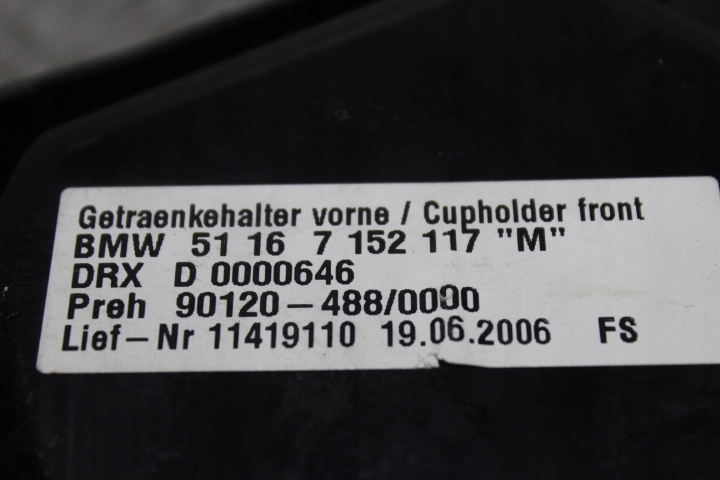 Getraenkehalter vorne / Cupholder front
BMW 51 16 7 152 117 "M"
DRX D 0000646
Preh 90120-488/0000
Lief-Nr 11419110 19.06.2006 FS